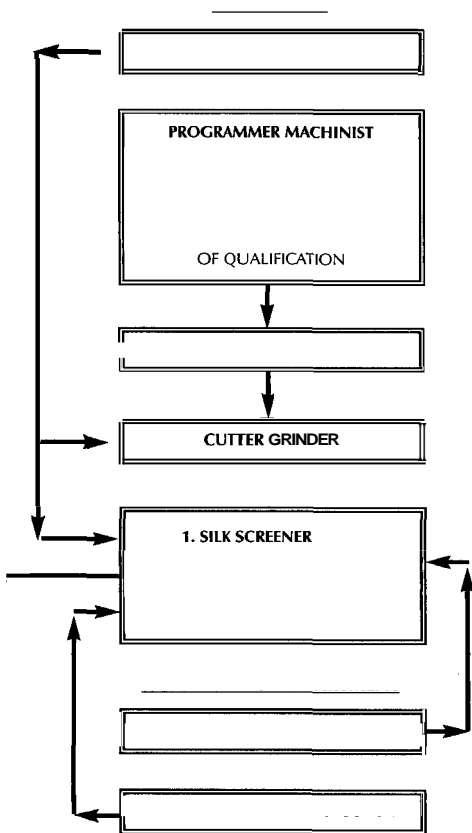 PROGRAMMER MACHINIST
OF QUALIFICATION
CUTTER GRINDER
1. SILK SCREENER